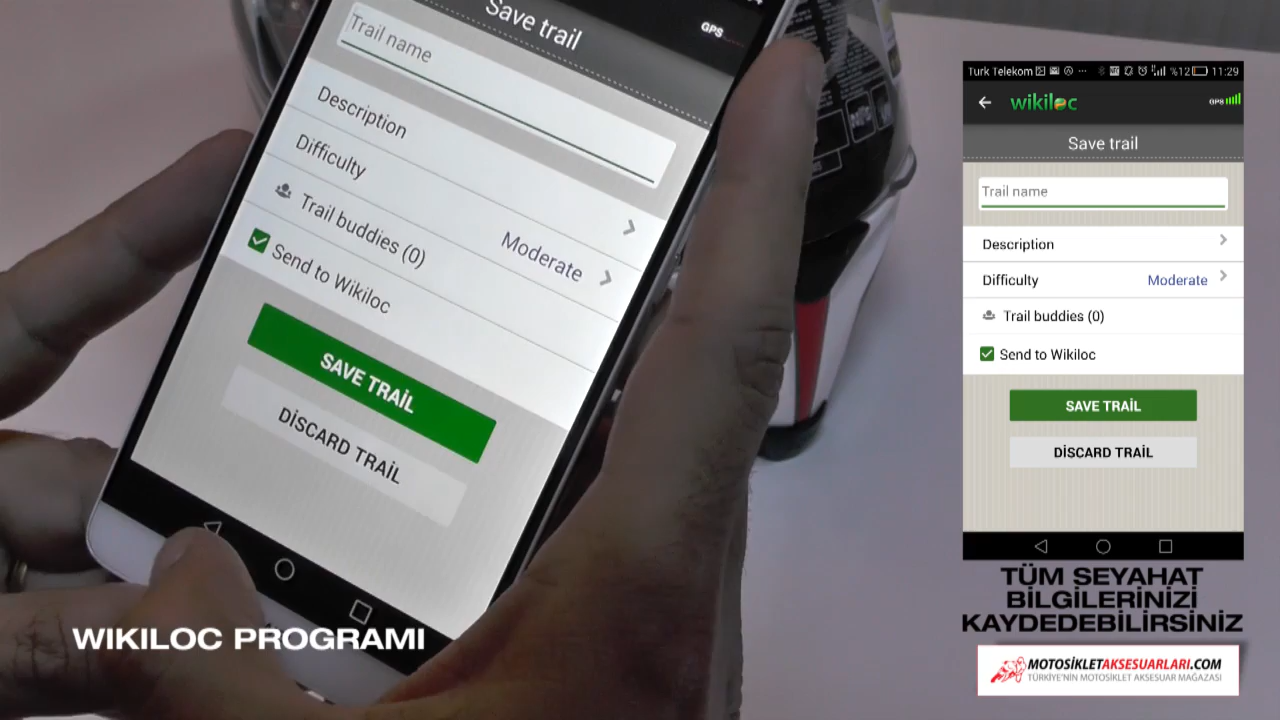 Save trail
GPS
Trail name
Description
Difficulty
Moderate
Trail buddies (0)
Send to Wikiloc
SAVE TRAİL
DİSCARD TRAİL
WIKILOC PROGRAMI
Turk Telekom
%12
11:29
wikiloc
GPS
Save trail
Trail name
Description
Difficulty
Moderate
Trail buddies (0)
Send to Wikiloc
SAVE TRAİL
DİSCARD TRAİL
TÜM SEYAHAT
BİLGİLERİNİZİ
KAYDEDEBİLİRSİNİZ
MOTOSİKLETAKSESUARLARI.COM
TÜRKİYE'NİN MOTOSİKLET AKSESUAR MAĞAZASI